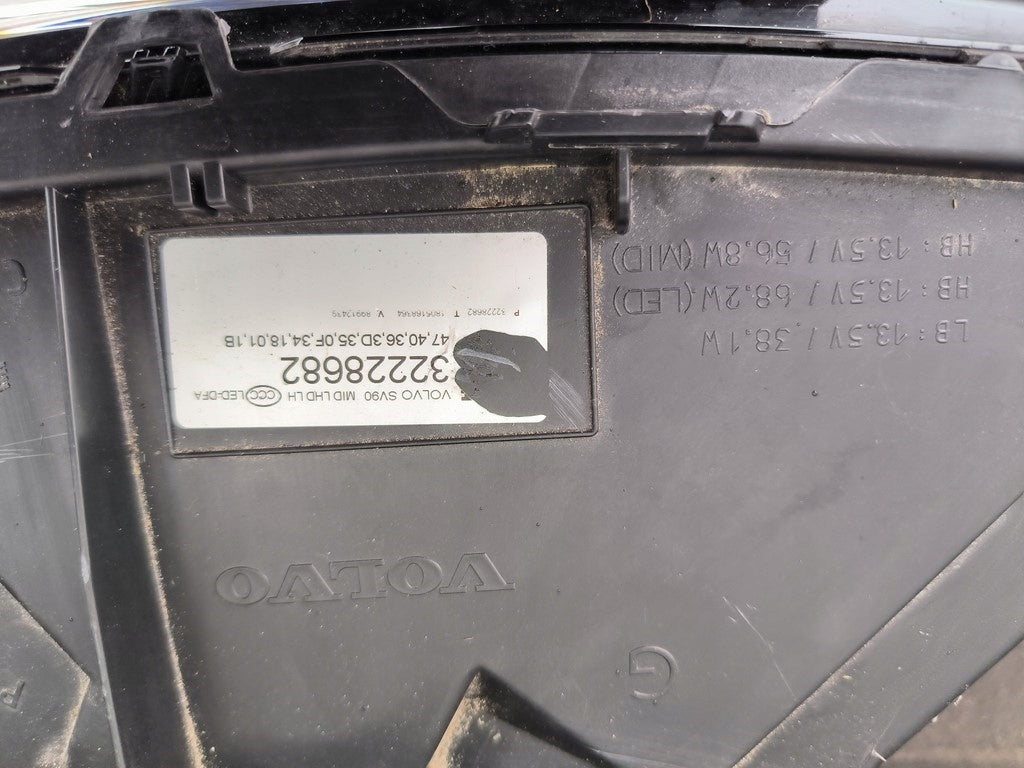 VOLVO SV90 MID LHD LH CCC LED-DFA
32228682
47,40,36,3D,35,0F,34,18,01,1B
P 32228682 T V
LB: 13.5V / 38.1W
HB: 13.5V / 68.2W (LED)
HB: 13.5V / 56.8W (MID)
VOLVO
G